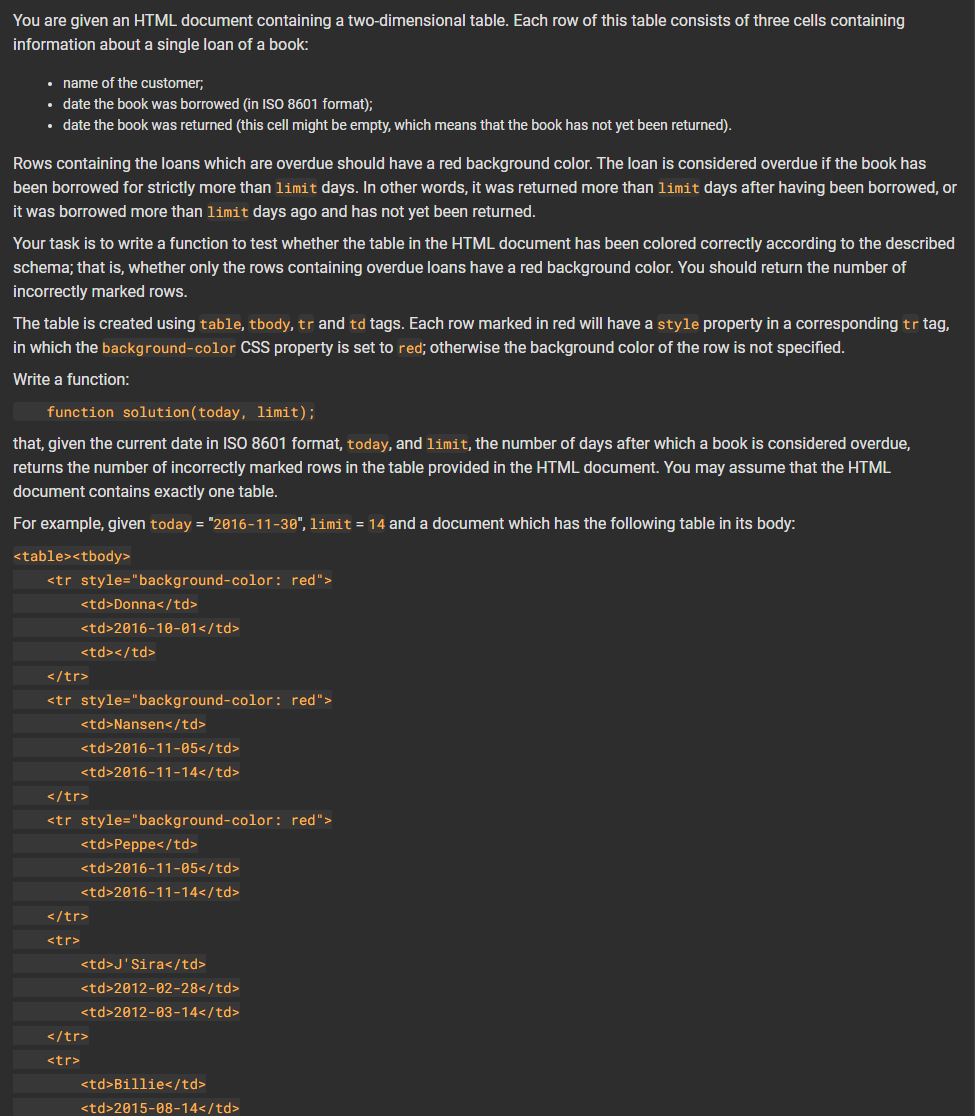 You are given an HTML document containing a two-dimensional table. Each row of this table consists of three cells containing
information about a single loan of a book:
• name of the customer;
• date the book was borrowed (in ISO 8601 format);
• date the book was returned (this cell might be empty, which means that the book has not yet been returned).
Rows containing the loans which are overdue should have a red background color. The loan is considered overdue if the book has
been borrowed for strictly more than limit days. In other words, it was returned more than limit days after having been borrowed, or
it was borrowed more than limit days ago and has not yet been returned.
Your task is to write a function to test whether the table in the HTML document has been colored correctly according to the described
schema; that is, whether only the rows containing overdue loans have a red background color. You should return the number of
incorrectly marked rows.
The table is created using table, tbody, tr and td tags. Each row marked in red will have a style property in a corresponding tr tag,
in which the background-color CSS property is set to red; otherwise the background color of the row is not specified.
Write a function:
function solution(today, limit);
that, given the current date in ISO 8601 format, today, and limit, the number of days after which a book is considered overdue,
returns the number of incorrectly marked rows in the table provided in the HTML document. You may assume that the HTML
document contains exactly one table.
For example, given today = "2016-11-30", limit = 14 and a document which has the following table in its body:
<table><tbody>
<tr style="background-color: red">
<td>Donna</td>
<td>2016-10-01</td>
<td></td>
</tr>
<tr style="background-color: red">
<td>Nansen</td>
<td>2016-11-05</td>
<td>2016-11-14</td>
</tr>
<tr style="background-color: red">
<td>Peppe</td>
<td>2016-11-05</td>
<td>2016-11-14</td>
</tr>
<tr>
<td>J'Sira</td>
<td>2012-02-28</td>
<td>2012-03-14</td>
</tr>
<tr>
<td>Billie</td>
<td>2015-08-14</td>